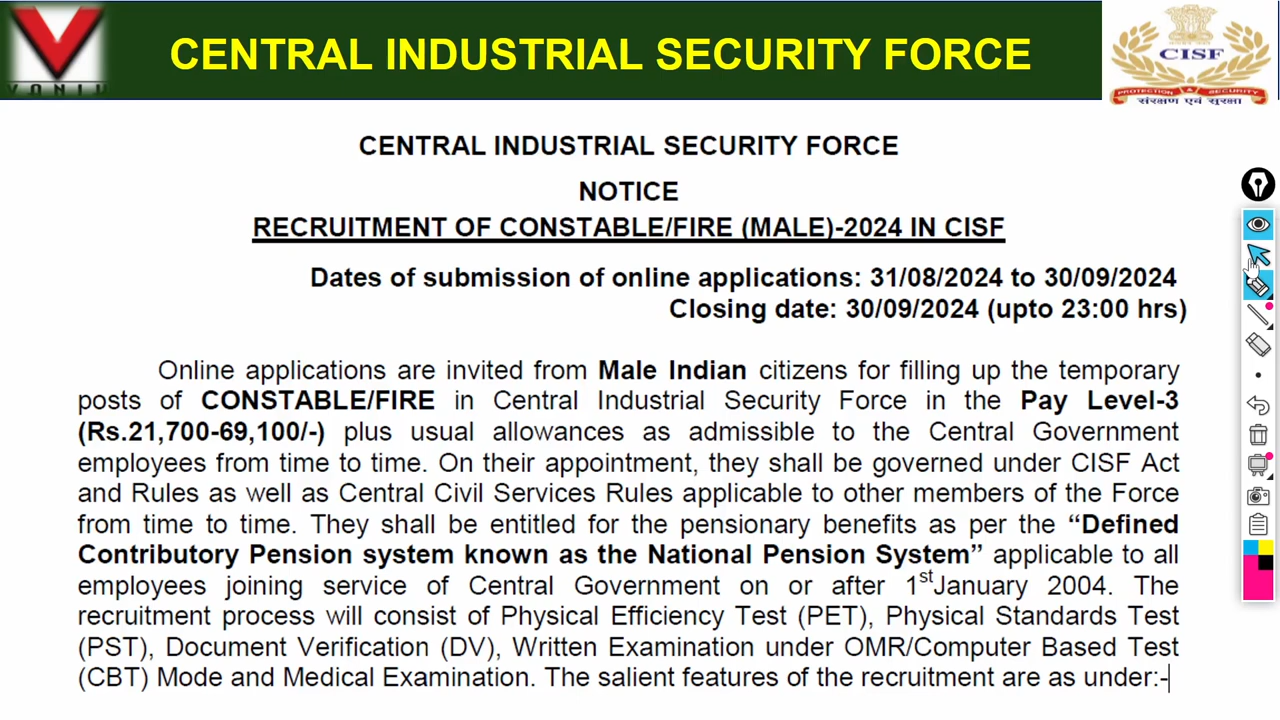 CENTRAL INDUSTRIAL SECURITY FORCE
VONIU
CISF
PROTECTION & SECURITY
संरक्षण एवं सुरक्षा
CENTRAL INDUSTRIAL SECURITY FORCE
NOTICE
RECRUITMENT OF CONSTABLE/FIRE (MALE)-2024 IN CISF
Dates of submission of online applications: 31/08/2024 to 30/09/2024
Closing date: 30/09/2024 (upto 23:00 hrs)
Online applications are invited from Male Indian citizens for filling up the temporary
posts of CONSTABLE/FIRE in Central Industrial Security Force in the Pay Level-3
(Rs.21,700-69,100/-) plus usual allowances as admissible to the Central Government
employees from time to time. On their appointment, they shall be governed under CISF Act
and Rules as well as Central Civil Services Rules applicable to other members of the Force
from time to time. They shall be entitled for the pensionary benefits as per the “Defined
Contributory Pension system known as the National Pension System” applicable to all
employees joining service of Central Government on or after 1st January 2004. The
recruitment process will consist of Physical Efficiency Test (PET), Physical Standards Test
(PST), Document Verification (DV), Written Examination under OMR/Computer Based Test
(CBT) Mode and Medical Examination. The salient features of the recruitment are as under:-